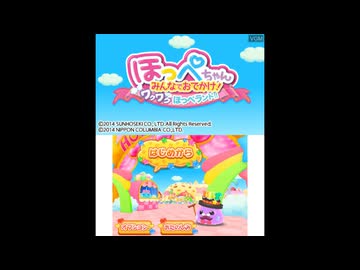 VGM
ほっぺちゃん
みんなでおでかけ！
ワクワクほっぺランド!!
©2014 SUNHOSEKI CO.,LTD.All Rights Reserved.
©2014 NIPPON COLUMBIA CO.,LTD.
はじめから